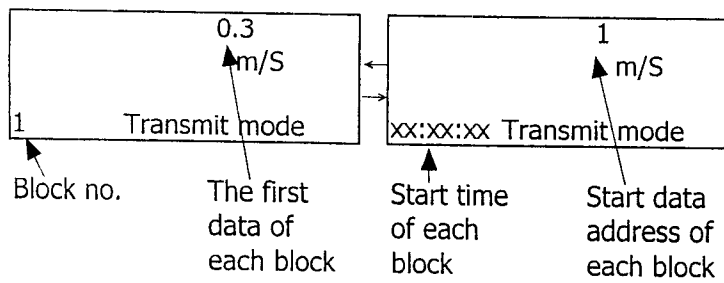 0.3
m/S
1 Transmit mode
1
m/S
xx:xx:xx Transmit mode
Block no.
The first
data of
each block
Start time
of each
block
Start data
address of
each block